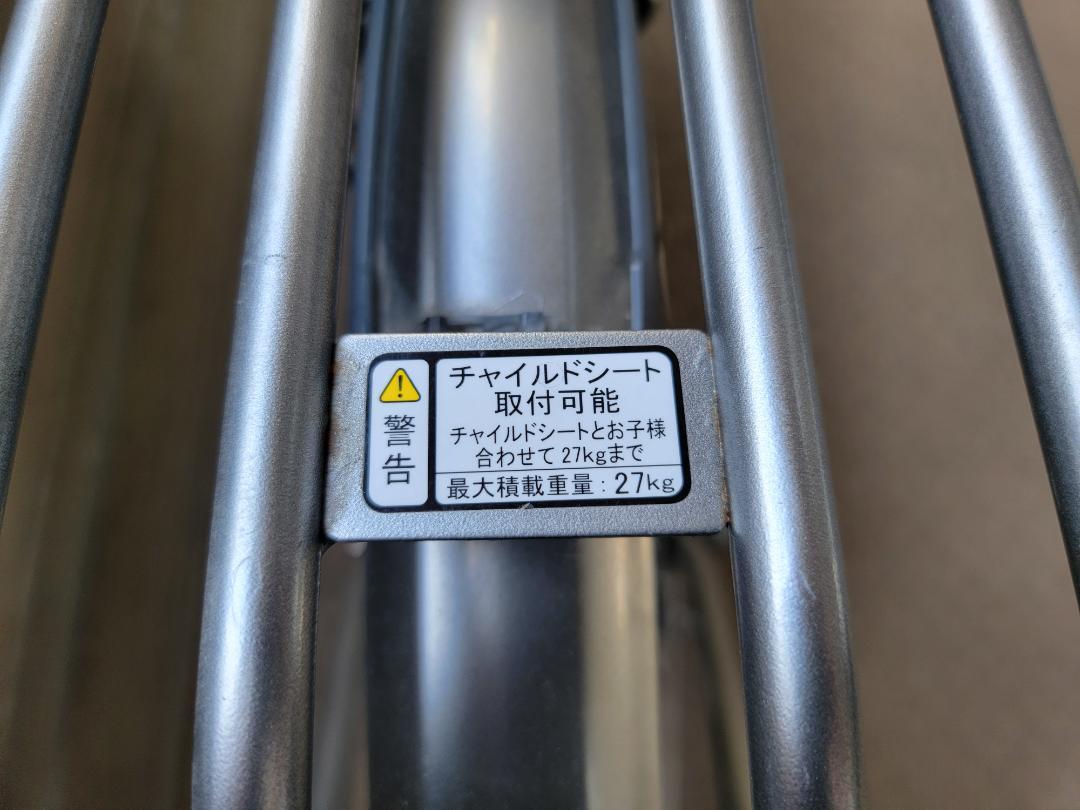 警告
チャイルドシート
取付可能
チャイルドシートとお子様
合わせて27kgまで
最大積載重量：27kg